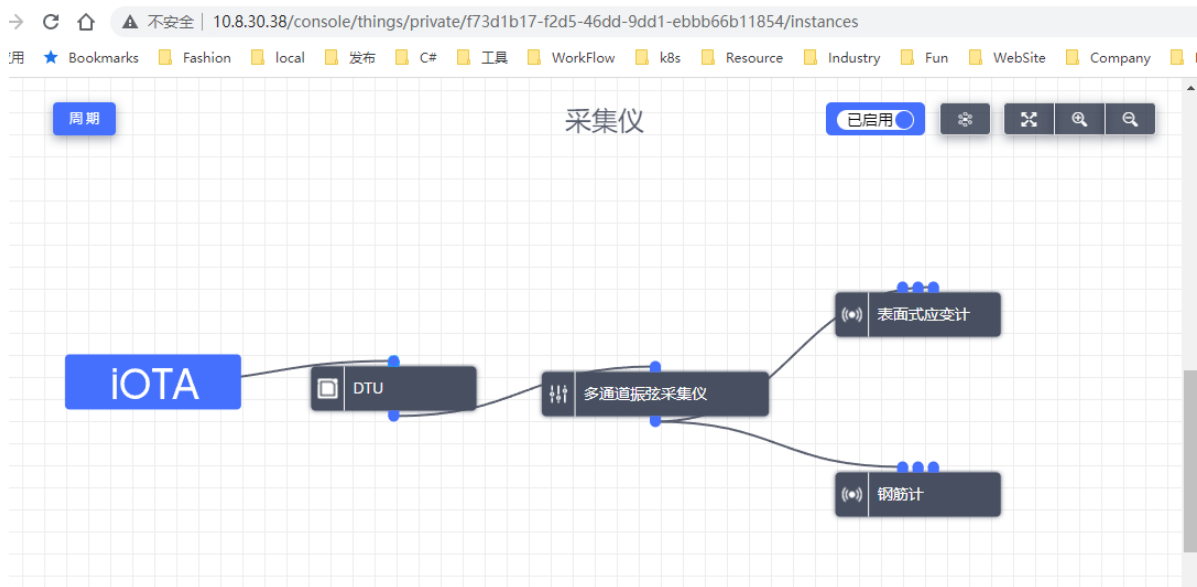 不安全 10.8.30.38/console/things/private/f73d1b17-f2d5-46dd-9dd1-ebbb66b11854/instances
用 Bookmarks Fashion local 发布 C# 工具 WorkFlow k8s Resource Industry Fun WebSite Company
周期 采集仪 已启用
表面式应变计
iOTA DTU 多通道振弦采集仪
钢筋计